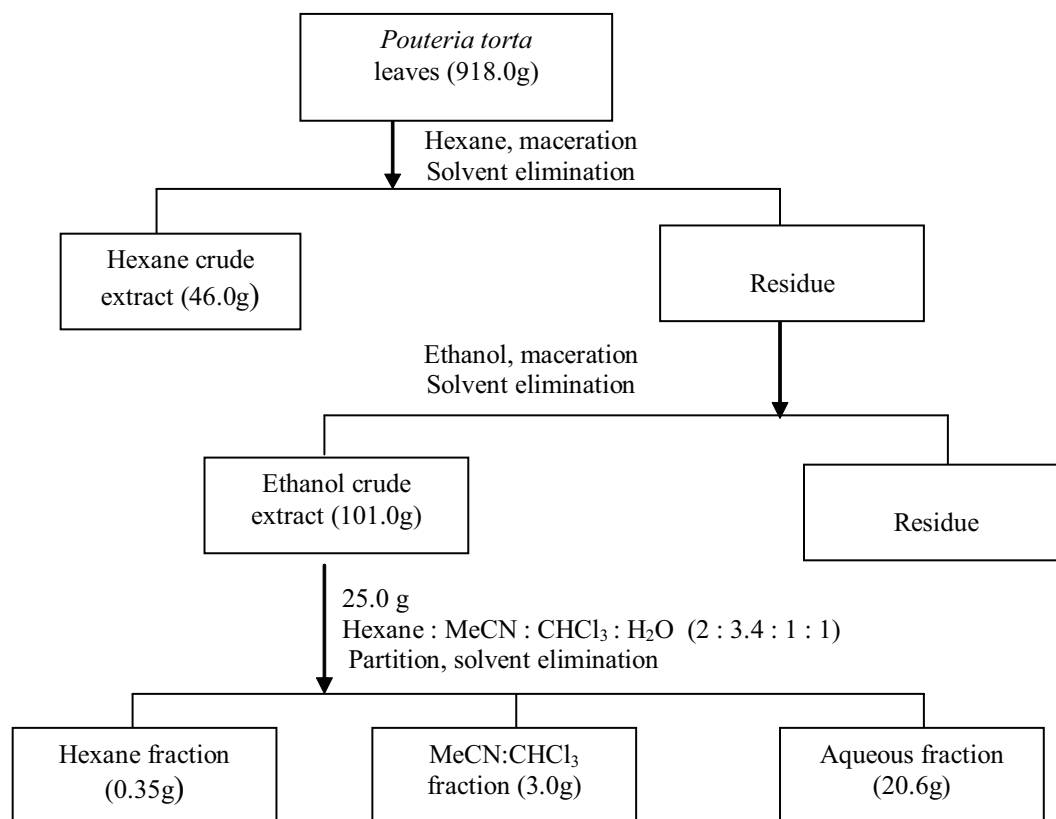 Pouteria torta
leaves (918.0g)
Hexane, maceration
Solvent elimination
Hexane crude
extract (46.0g)
Residue
Ethanol, maceration
Solvent elimination
Ethanol crude
extract (101.0g)
Residue
25.0 g
Hexane : MeCN : CHCl₃ : H₂O (2 : 3.4 : 1 : 1)
Partition, solvent elimination
Hexane fraction
(0.35g)
MeCN:CHCl₃
fraction (3.0g)
Aqueous fraction
(20.6g)